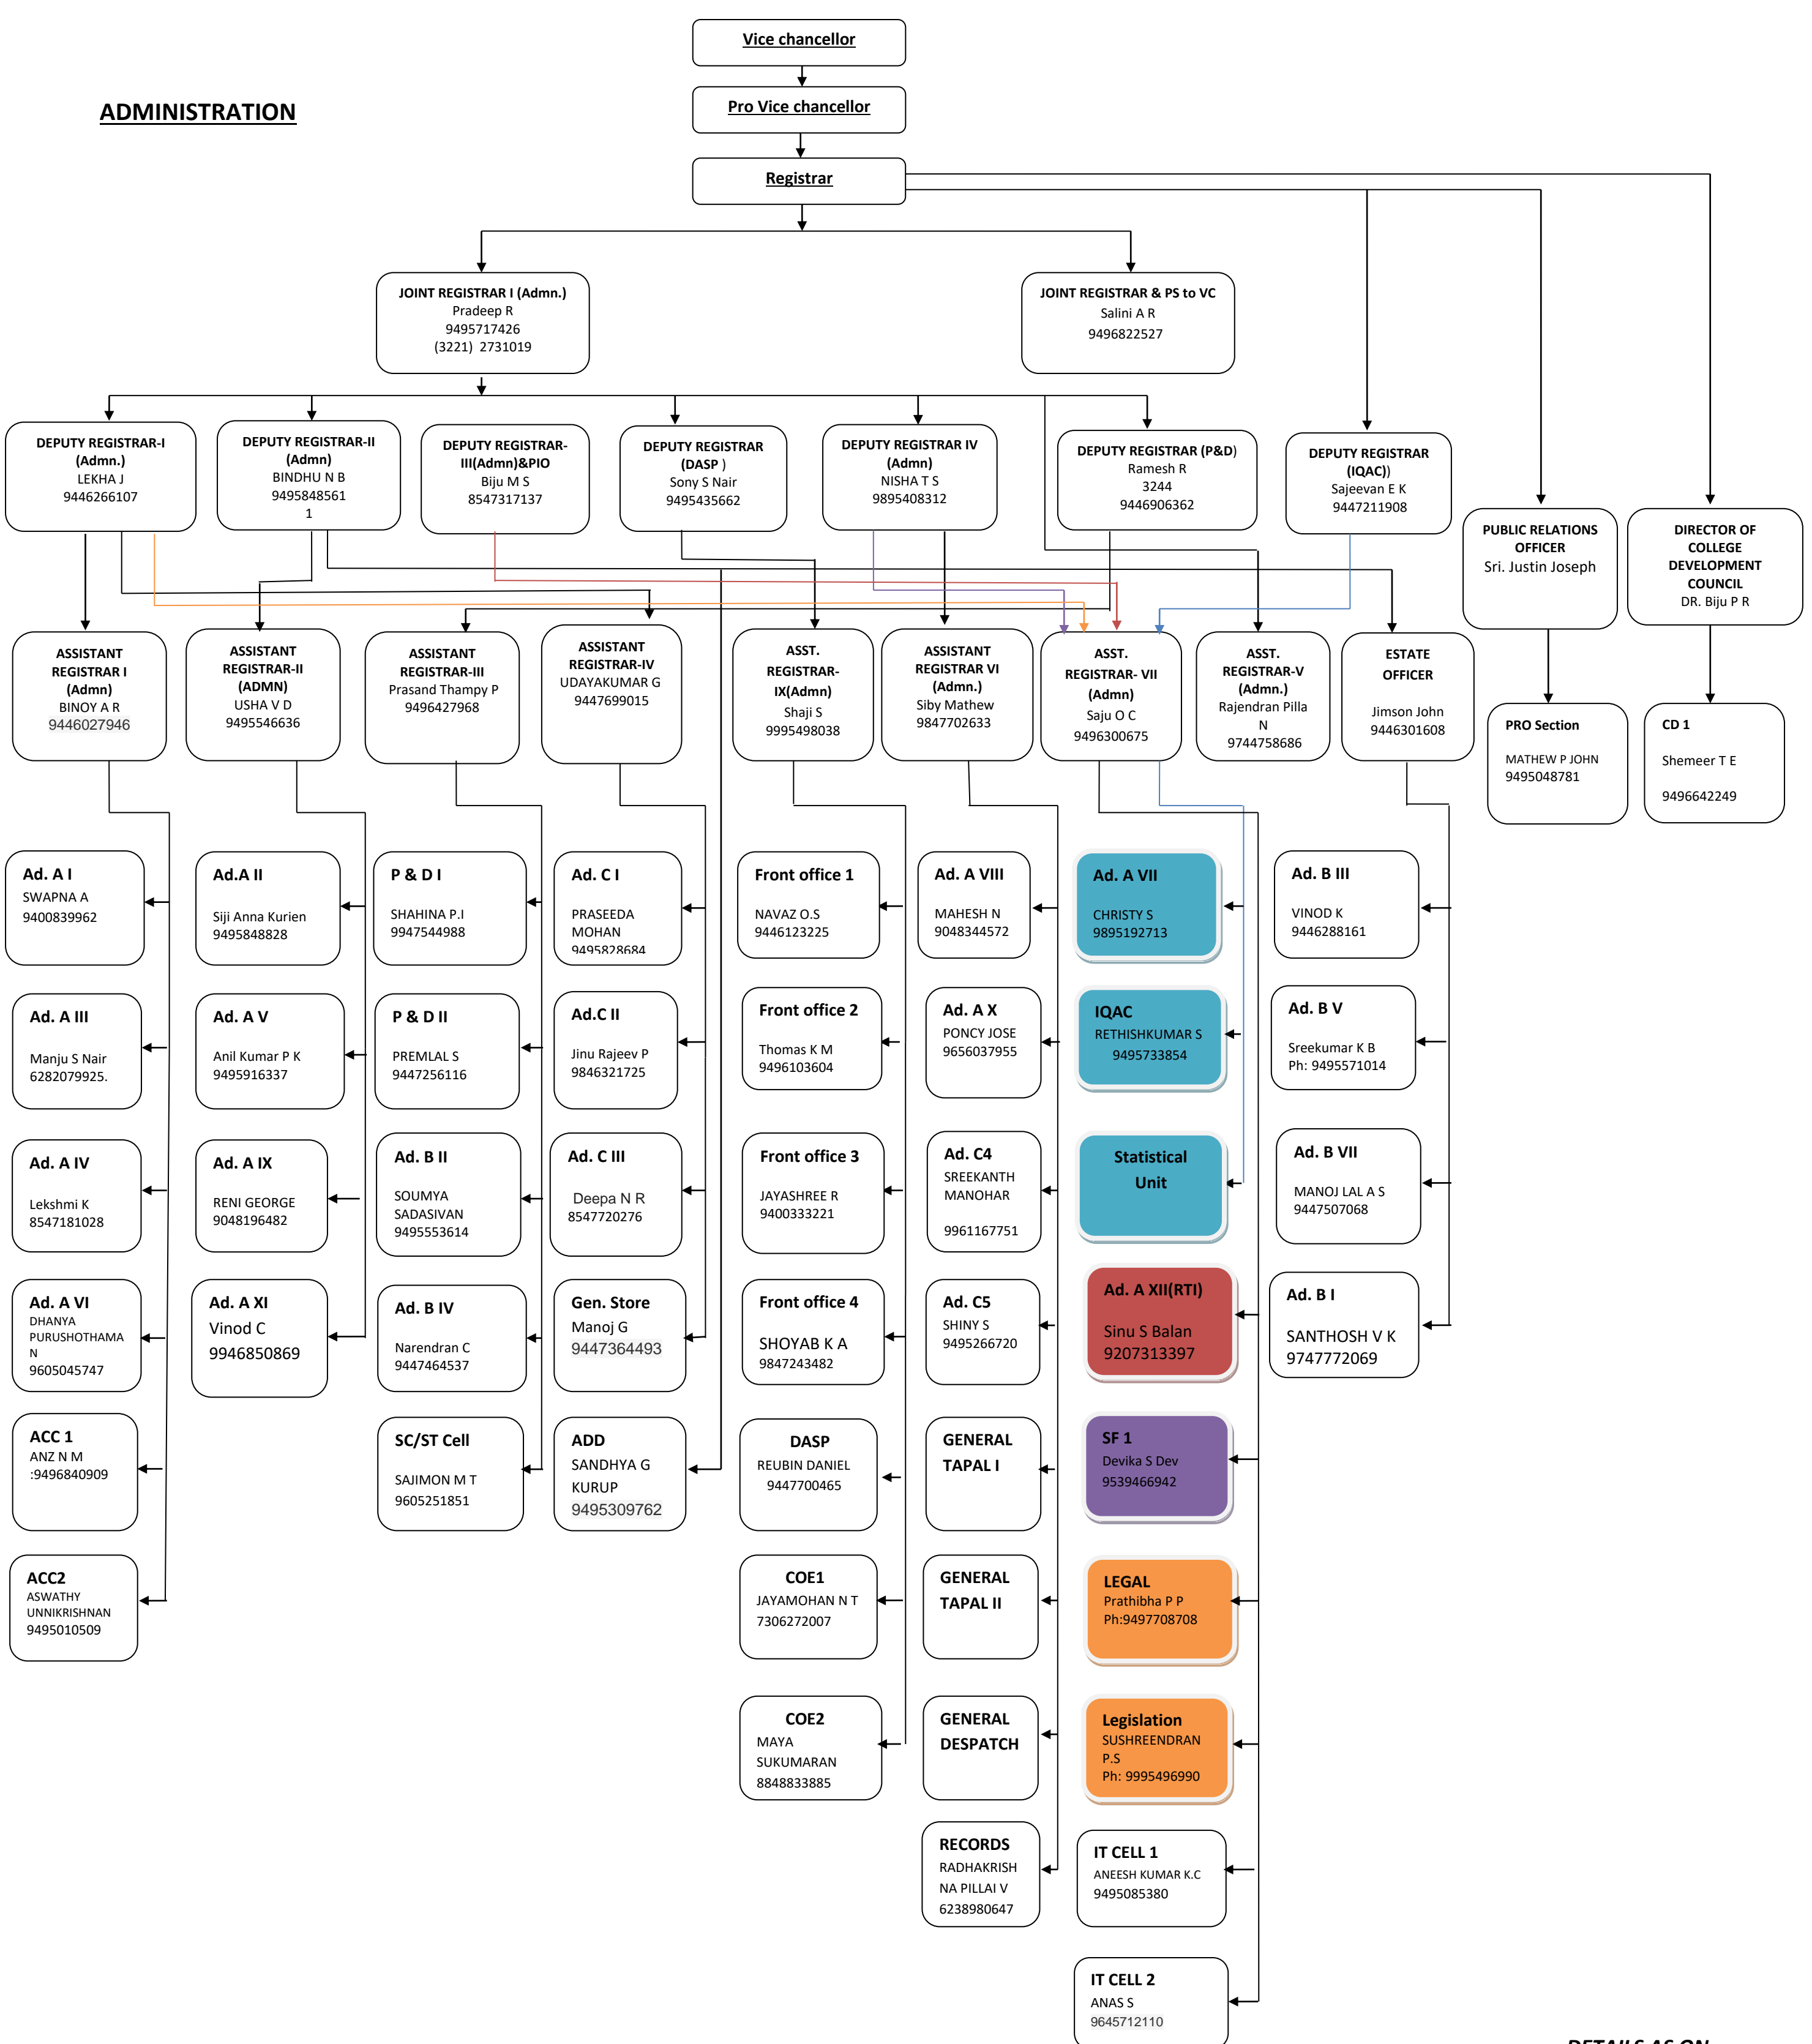 Vice chancellor
ADMINISTRATION
Pro Vice chancellor
Registrar
JOINT REGISTRAR I (Admn.)
Pradeep R
9495717426
(3221) 2731019
JOINT REGISTRAR & PS to VC
Salini A R
9496822527
DEPUTY REGISTRAR-I
(Admn.)
LEKHA J
9446266107
DEPUTY REGISTRAR-II
(Admn)
BINDHU N B
9495848561
1
DEPUTY REGISTRAR-
III(Admn)&PIO
Biju M S
8547317137
DEPUTY REGISTRAR
(DASP )
Sony S Nair
9495435662
DEPUTY REGISTRAR IV
(Admn)
NISHA T S
9895408312
DEPUTY REGISTRAR (P&D)
Ramesh R
3244
9446906362
DEPUTY REGISTRAR
(IQAC))
Sajeevan E K
9447211908
PUBLIC RELATIONS
OFFICER
Sri. Justin Joseph
DIRECTOR OF
COLLEGE
DEVELOPMENT
COUNCIL
DR. Biju P R
ASSISTANT
REGISTRAR I
(Admn)
BINOY A R
9446027946
ASSISTANT
REGISTRAR-II
(ADMN)
USHA V D
9495546636
ASSISTANT
REGISTRAR-III
Prasand Thampy P
9496427968
ASSISTANT
REGISTRAR-IV
UDAYAKUMAR G
9447699015
ASST.
REGISTRAR-
IX(Admn)
Shaji S
9995498038
ASSISTANT
REGISTRAR VI
(Admn.)
Siby Mathew
9847702633
ASST.
REGISTRAR- VII
(Admn)
Saju O C
9496300675
ASST.
REGISTRAR-V
(Admn.)
Rajendran Pilla
N
9744758686
ESTATE
OFFICER
Jimson John
9446301608
PRO Section
MATHEW P JOHN
9495048781
CD 1
Shemeer T E
9496642249
Ad. A I
SWAPNA A
9400839962
Ad.A II
Siji Anna Kurien
9495848828
P & D I
SHAHINA P.I
9947544988
Ad. C I
PRASEEDA
MOHAN
9495828684
Front office 1
NAVAZ O.S
9446123225
Ad. A VIII
MAHESH N
9048344572
Ad. A VII
CHRISTY S
9895192713
Ad. B III
VINOD K
9446288161
Ad. A III
Manju S Nair
6282079925.
Ad. A V
Anil Kumar P K
9495916337
P & D II
PREMLAL S
9447256116
Ad.C II
Jinu Rajeev P
9846321725
Front office 2
Thomas K M
9496103604
Ad. A X
PONCY JOSE
9656037955
IQAC
RETHISHKUMAR S
9495733854
Ad. B V
Sreekumar K B
Ph: 9495571014
Ad. A IV
Lekshmi K
8547181028
Ad. A IX
RENI GEORGE
9048196482
Ad. B II
SOUMYA
SADASIVAN
9495553614
Ad. C III
Deepa N R
8547720276
Front office 3
JAYASHREE R
9400333221
Ad. C4
SREEKANTH
MANOHAR
9961167751
Statistical
Unit
Ad. B VII
MANOJ LAL A S
9447507068
Ad. A VI
DHANYA
PURUSHOTHAMA
N
9605045747
Ad. A XI
Vinod C
9946850869
Ad. B IV
Narendran C
9447464537
Gen. Store
Manoj G
9447364493
Front office 4
SHOYAB K A
9847243482
Ad. C5
SHINY S
9495266720
Ad. A XII(RTI)
Sinu S Balan
9207313397
Ad. B I
SANTHOSH V K
9747772069
ACC 1
ANZ N M
:9496840909
SC/ST Cell
SAJIMON M T
9605251851
ADD
SANDHYA G
KURUP
9495309762
DASP
REUBIN DANIEL
9447700465
GENERAL
TAPAL I
SF 1
Devika S Dev
9539466942
ACC2
ASWATHY
UNNIKRISHNAN
9495010509
COE1
JAYAMOHAN N T
7306272007
GENERAL
TAPAL II
LEGAL
Prathibha P P
Ph:9497708708
COE2
MAYA
SUKUMARAN
8848833885
GENERAL
DESPATCH
Legislation
SUSHREENDRAN
P.S
Ph: 9995496990
RECORDS
RADHAKRISH
NA PILLAI V
6238980647
IT CELL 1
ANEESH KUMAR K.C
9495085380
IT CELL 2
ANAS S
9645712110
DETAILS AS ON